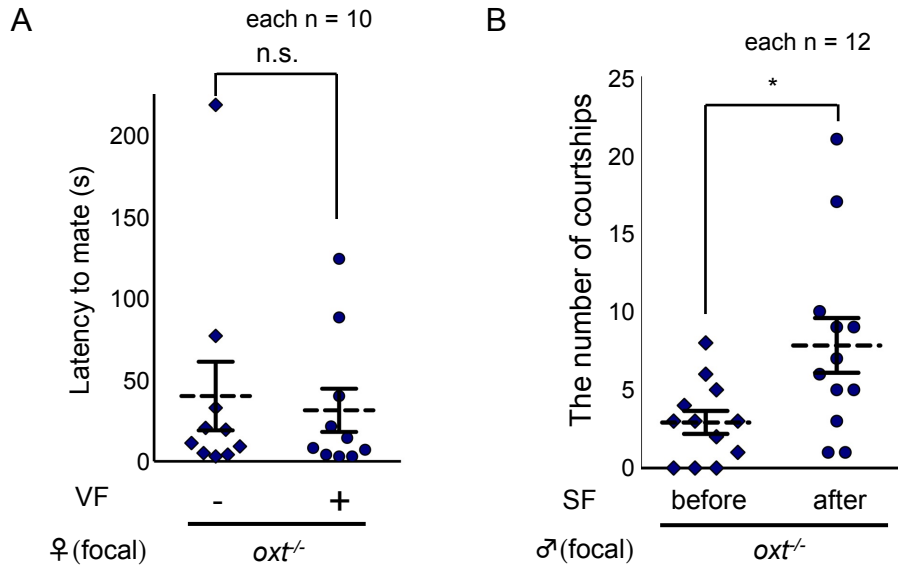 A
each n = 10
n.s.
Latency to mate (s)
200
150
100
50
0
VF
-
+
♀(focal)
oxt-/-
B
each n = 12
*
The number of courtships
25
20
15
10
5
0
SF
before
after
♂(focal)
oxt-/-